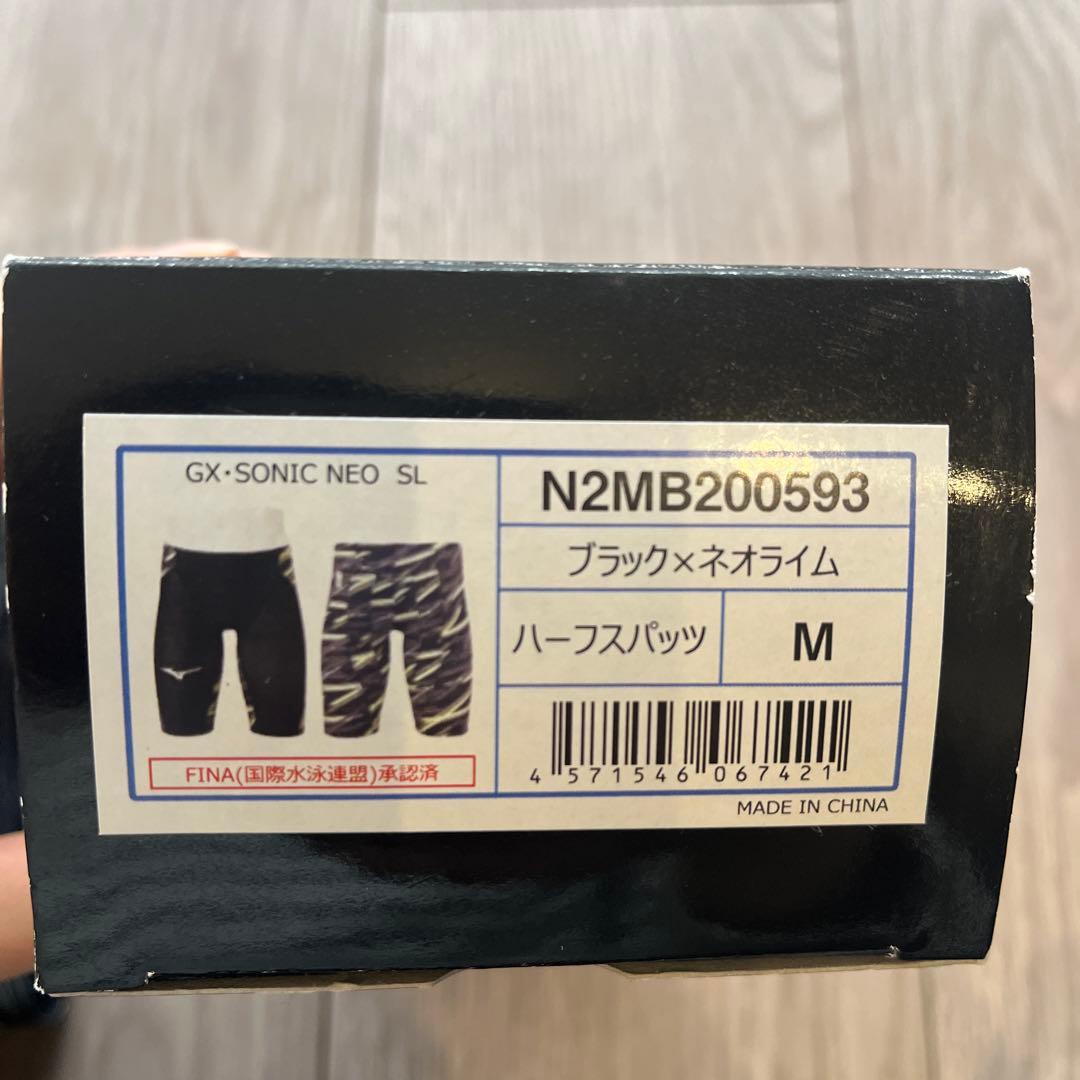 GX・SONIC NEO SL
N2MB200593
ブラック×ネオライム
ハーフスパッツ
M
FINA(国際水泳連盟)承認済
4 571546 067421
MADE IN CHINA